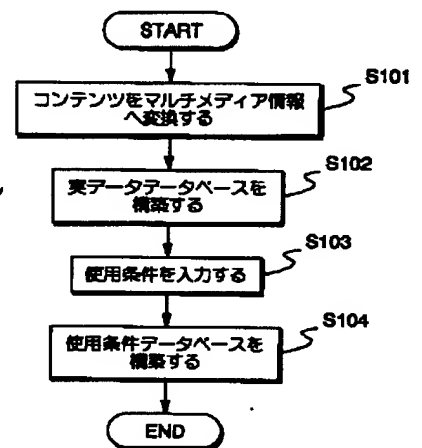 START
S101
コンテンツをマルチメディア情報
へ変換する
S102
実データデータベースを
構築する
S103
使用条件を入力する
S104
使用条件データベースを
構築する
END